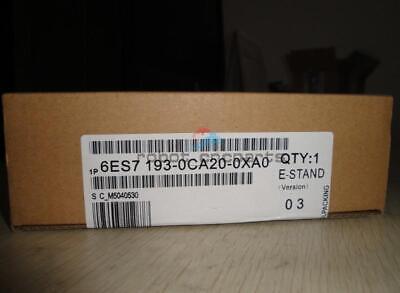 1P 6ES7 193-0CA20-0XA0 QTY:1
E-STAND
(Version)
S C_M5040530
03
PACKING